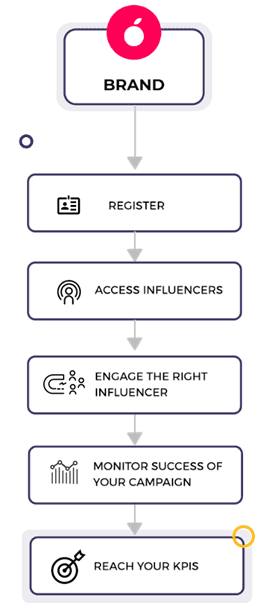 BRAND
REGISTER
ACCESS INFLUENCERS
ENGAGE THE RIGHT
INFLUENCER
MONITOR SUCCESS OF
YOUR CAMPAIGN
REACH YOUR KPIS